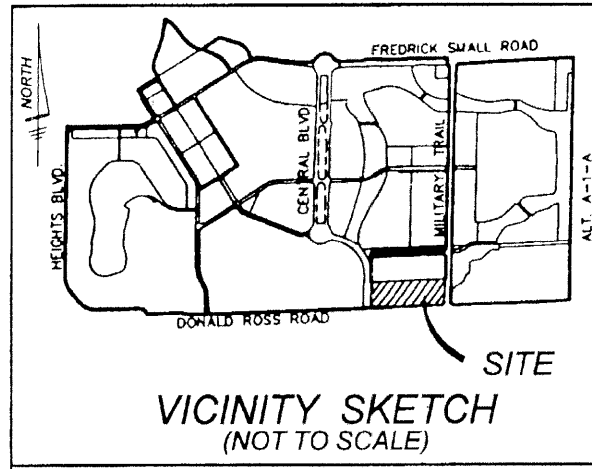 FREDRICK SMALL ROAD
NORTH
HEIGHTS BLVD.
CENTRAL BLVD.
MILITARY TRAIL
ALT. A-1-A
DONALD ROSS ROAD
SITE
VICINITY SKETCH
(NOT TO SCALE)